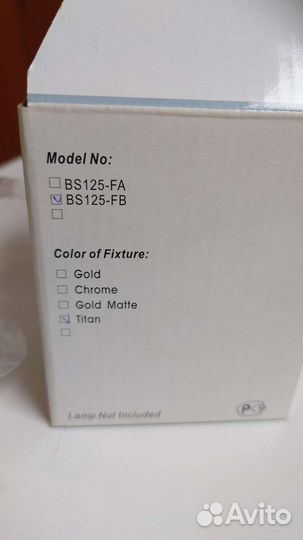 Model No:
BS125-FA
BS125-FB
Color of Fixture:
Gold
Chrome
Gold Matte
Titan
Lamp Not Included
Avito